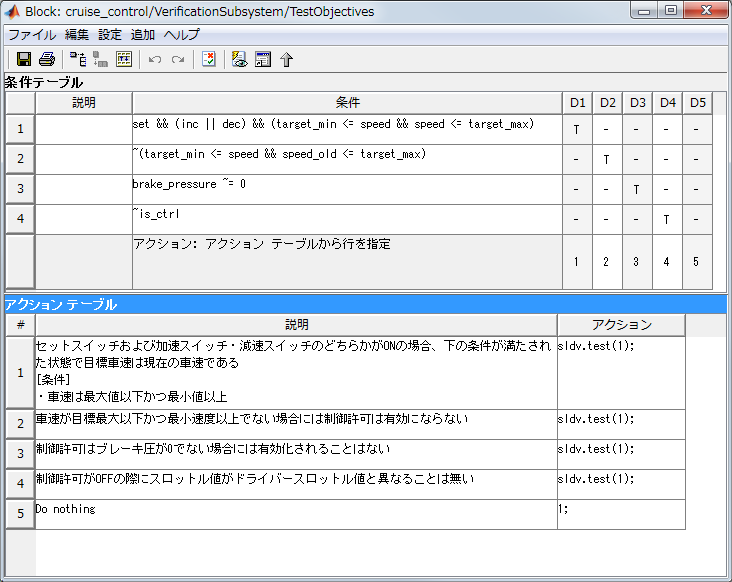 Block: cruise_control/VerificationSubsystem/TestObjectives
ファイル 編集 設定 追加 ヘルプ
条件テーブル
説明 条件 D1 D2 D3 D4 D5
1 set && (inc || dec) && (target_min <= speed && speed <= target_max) T - - - -
2 ~(target_min <= speed && speed_old <= target_max) - T - - -
3 brake_pressure ~= 0 - - T - -
4 ~is_ctrl - - - T -
アクション: アクション テーブルから行を指定 1 2 3 4 5
アクション テーブル
# 説明 アクション
1 セットスイッチおよび加速スイッチ・減速スイッチのどちらかがONの場合、下の条件が満たされ sldv.test(1);
た状態で目標車速は現在の車速である
[条件]
・車速は最大値以下かつ最小値以上
2 車速が目標最大以下かつ最小速度以上でない場合には制御許可は有効にならない sldv.test(1);
3 制御許可はブレーキ圧が0でない場合には有効化されることはない sldv.test(1);
4 制御許可がOFFの際にスロットル値がドライバースロットル値と異なることは無い sldv.test(1);
5 Do nothing 1;